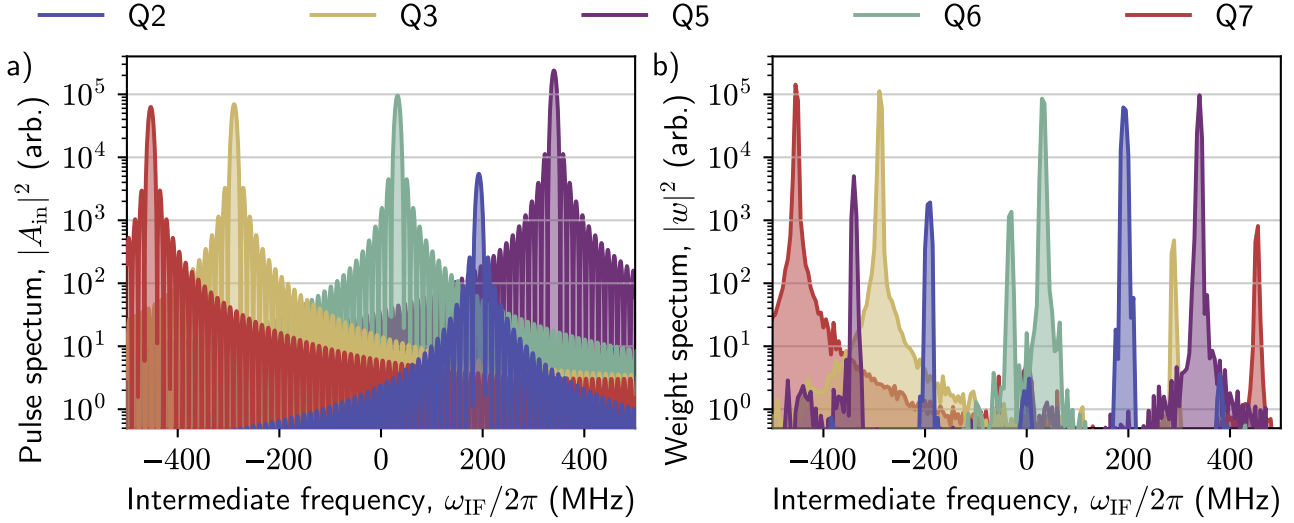 Q2 Q3 Q5 Q6 Q7
a)
Pulse spectrum, |A_in|^2 (arb.)
10^5
10^4
10^3
10^2
10^1
10^0
−400 −200 0 200 400
Intermediate frequency, ω_IF/2π (MHz)
b)
Weight spectrum, |w|^2 (arb.)
10^5
10^4
10^3
10^2
10^1
10^0
−400 −200 0 200 400
Intermediate frequency, ω_IF/2π (MHz)